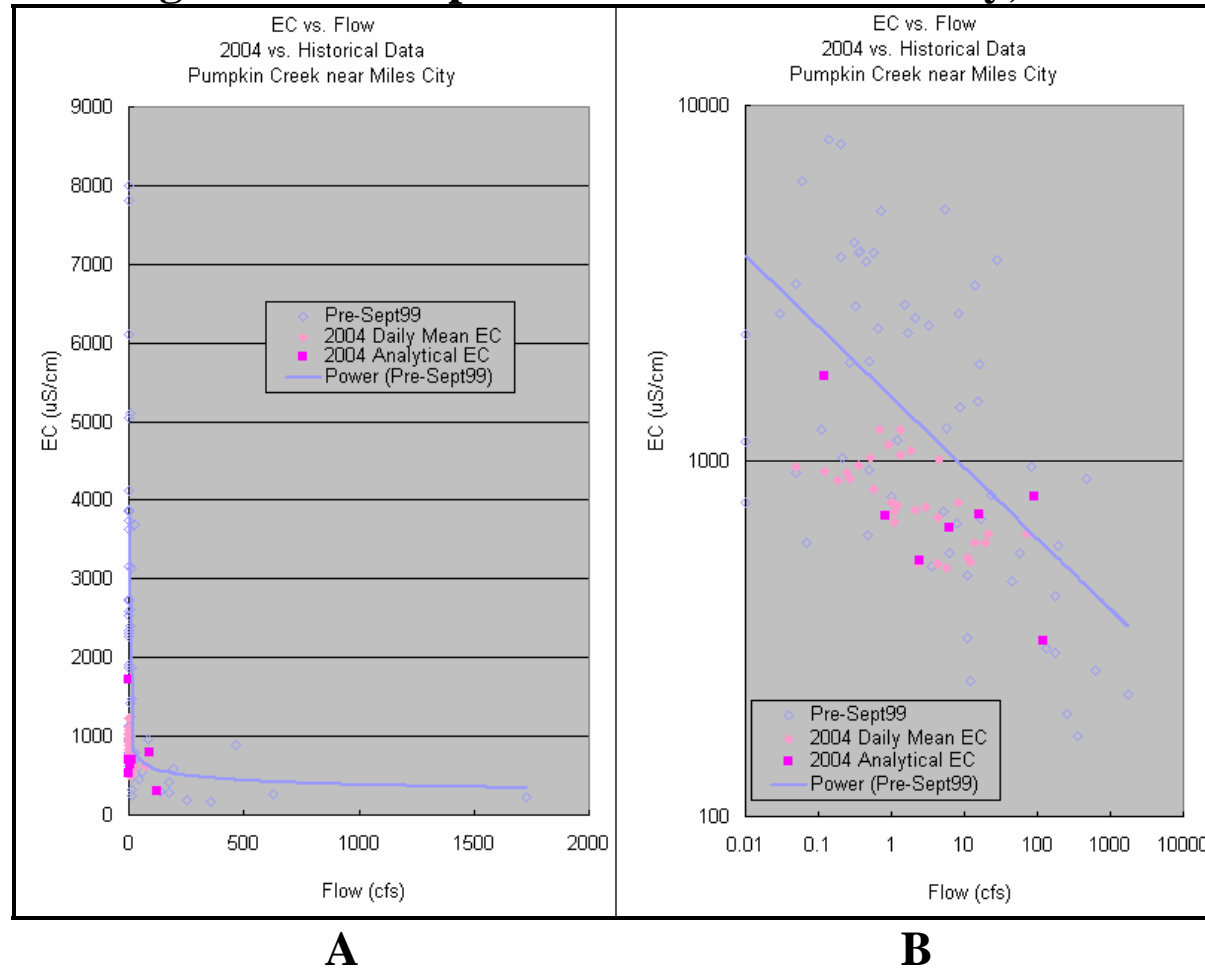 EC vs. Flow
2004 vs. Historical Data
Pumpkin Creek near Miles City
9000
8000
7000
6000
5000
4000
3000
2000
1000
0
EC (uS/cm)
Pre-Sept99
2004 Daily Mean EC
2004 Analytical EC
Power (Pre-Sept99)
0 500 1000 1500 2000
Flow (cfs)
A
EC vs. Flow
2004 vs. Historical Data
Pumpkin Creek near Miles City
10000
1000
100
EC (uS/cm)
Pre-Sept99
2004 Daily Mean EC
2004 Analytical EC
Power (Pre-Sept99)
0.01 0.1 1 10 100 1000 10000
Flow (cfs)
B